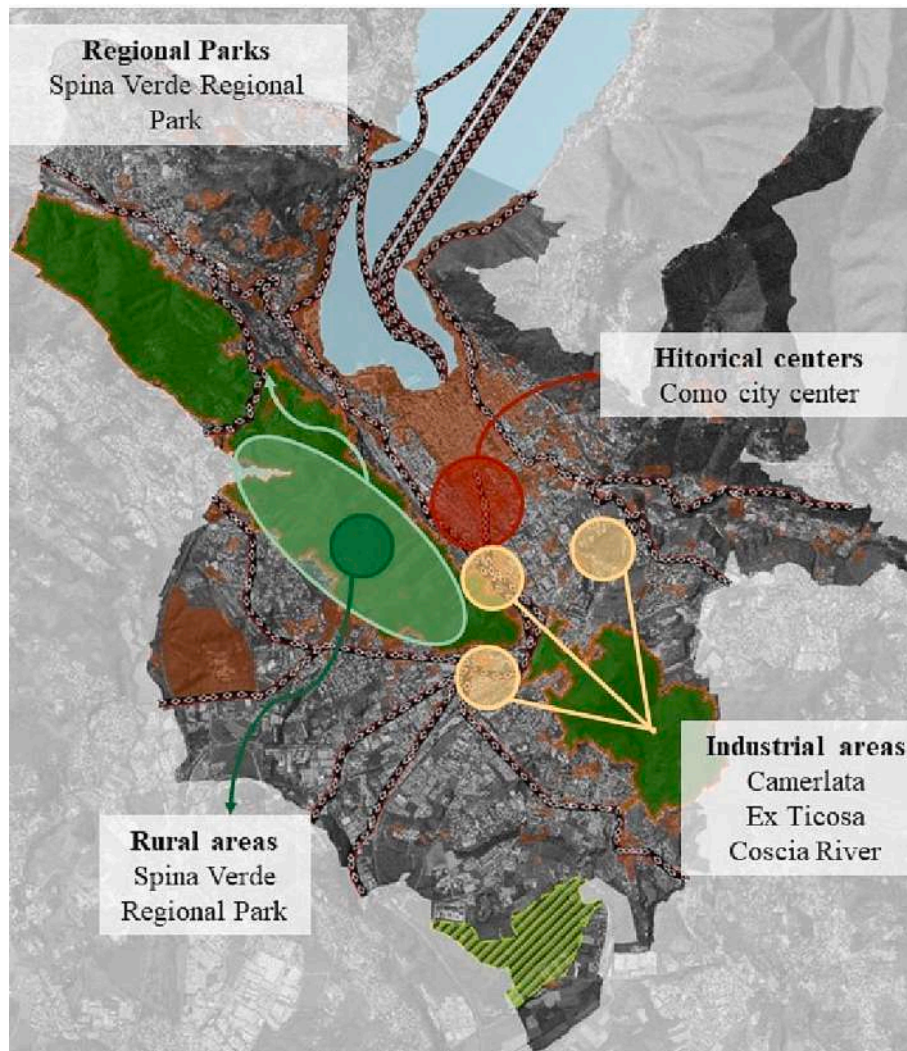 Regional Parks
Spina Verde Regional
Park
Hitorical centers
Como city center
Industrial areas
Camerlata
Ex Ticosa
Coscia River
Rural areas
Spina Verde
Regional Park